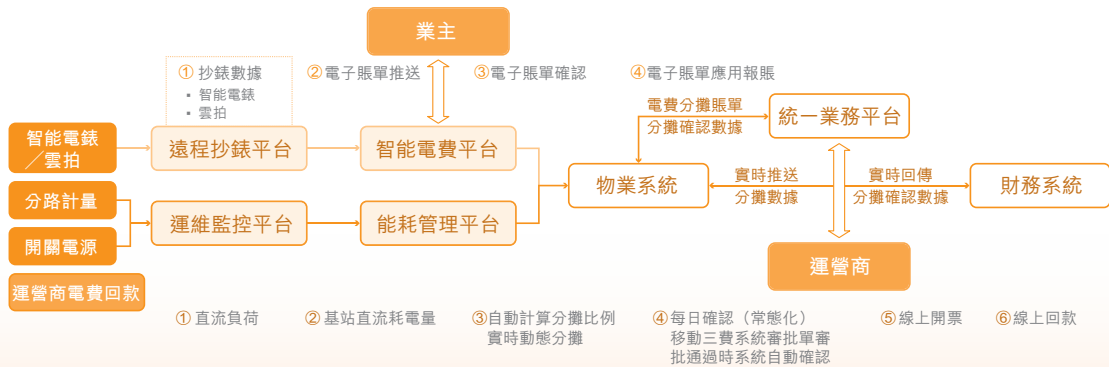 業主
① 抄錶數據
▪ 智能電錶
▪ 雲拍
②電子賬單推送
③電子賬單確認
④電子賬單應用報賬
智能電錶
／雲拍
遠程抄錶平台
智能電費平台
電費分攤賬單
分攤確認數據
統一業務平台
分路計量
開關電源
運維監控平台
能耗管理平台
物業系統
實時推送
分攤數據
實時回傳
分攤確認數據
財務系統
運營商
運營商電費回款
①直流負荷
②基站直流耗電量
③自動計算分攤比例
實時動態分攤
④每日確認（常態化）
移動三費系統審批單審
批通過時系統自動確認
⑤線上開票
⑥線上回款